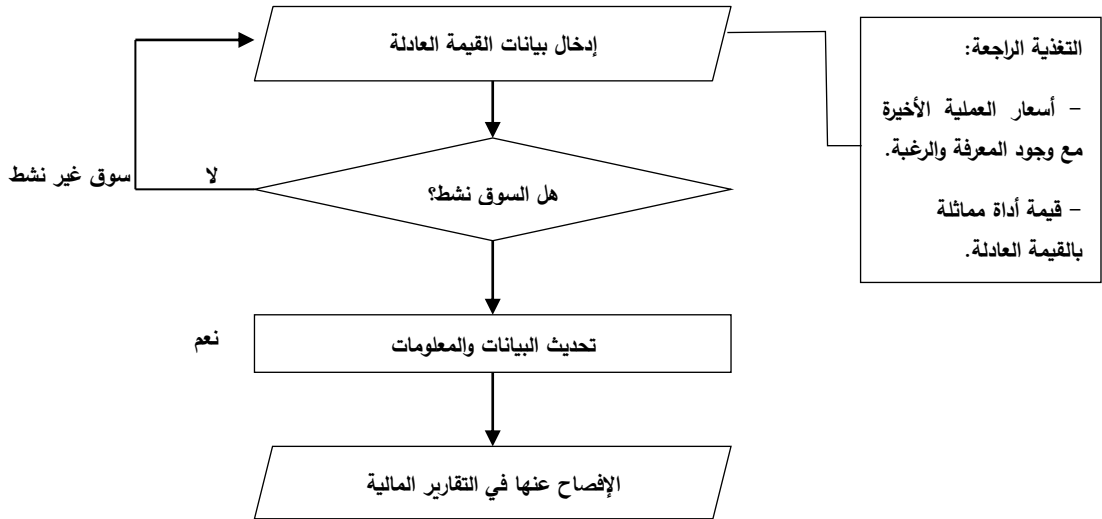 إدخال بيانات القيمة العادلة
التغذية الراجعة:
- أسعار العملية الأخيرة
مع وجود المعرفة والرغبة.
- قيمة أداة مماثلة
بالقيمة العادلة.
هل السوق نشط؟
لا
سوق غير نشط
نعم
تحديث البيانات والمعلومات
الإفصاح عنها في التقارير المالية